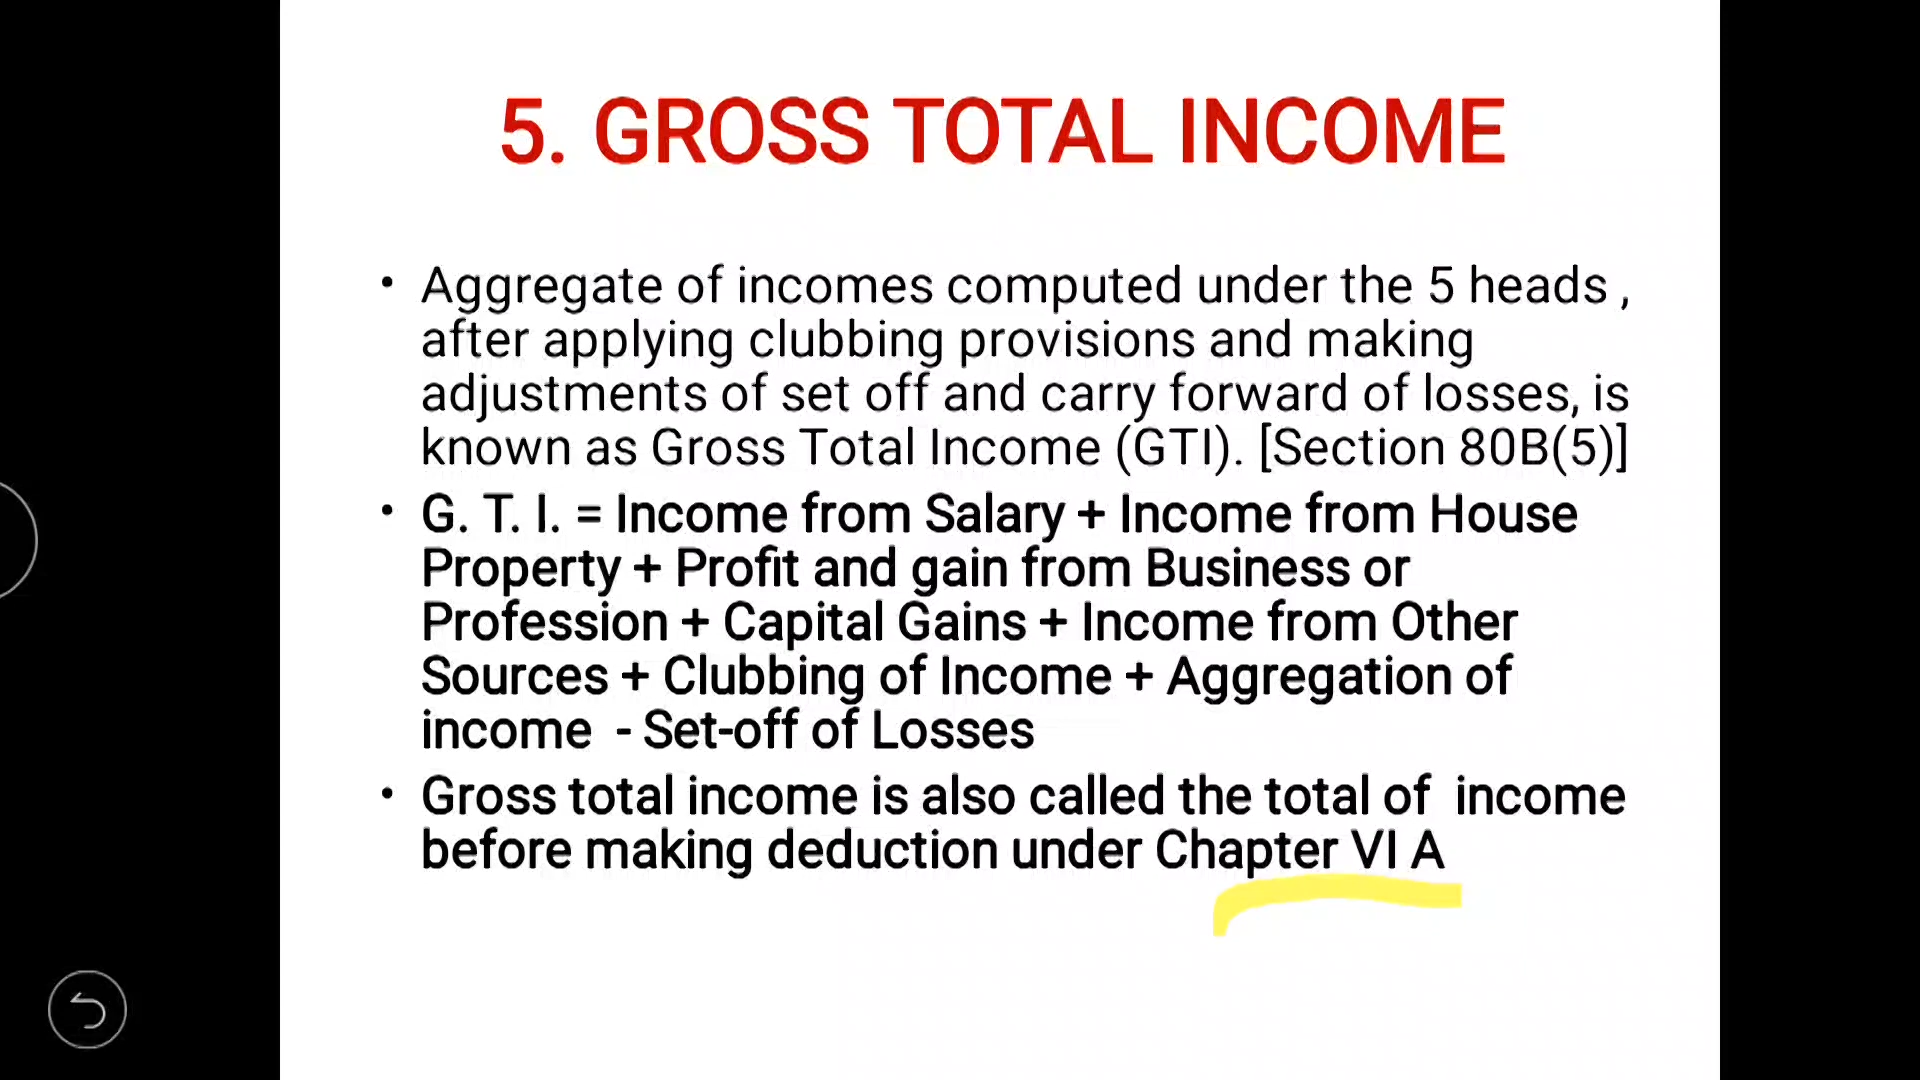 5. GROSS TOTAL INCOME
• Aggregate of incomes computed under the 5 heads ,
after applying clubbing provisions and making
adjustments of set off and carry forward of losses, is
known as Gross Total Income (GTI). [Section 80B(5)]
• G. T. I. = Income from Salary + Income from House
Property + Profit and gain from Business or
Profession + Capital Gains + Income from Other
Sources + Clubbing of Income + Aggregation of
income - Set-off of Losses
• Gross total income is also called the total of income
before making deduction under Chapter VI A